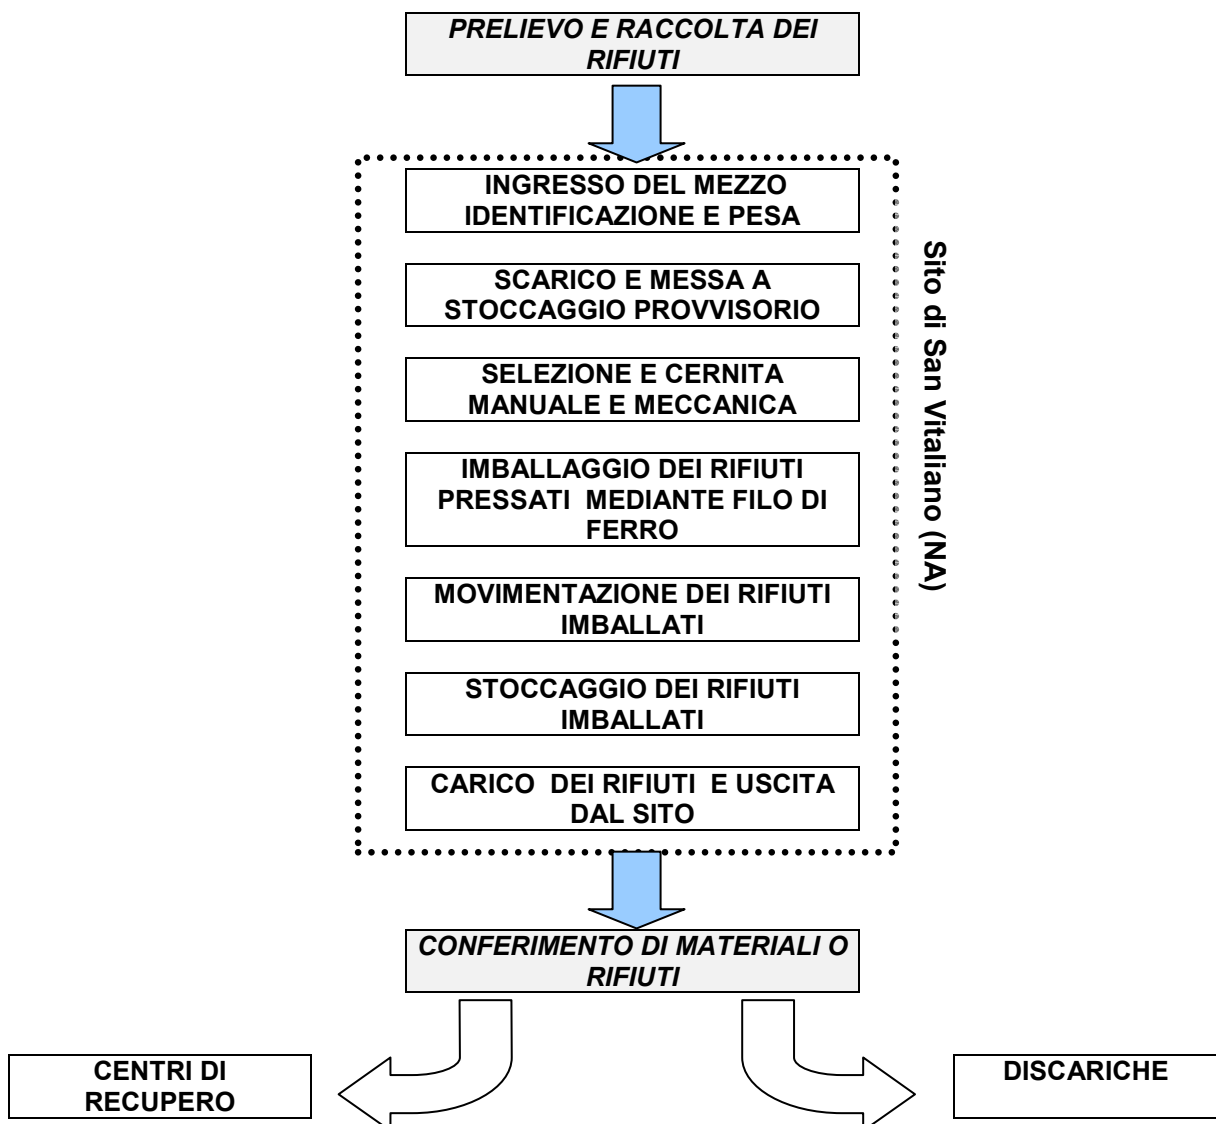 PRELIEVO E RACCOLTA DEI
RIFIUTI
INGRESSO DEL MEZZO
IDENTIFICAZIONE E PESA
SCARICO E MESSA A
STOCCAGGIO PROVVISORIO
SELEZIONE E CERNITA
MANUALE E MECCANICA
IMBALLAGGIO DEI RIFIUTI
PRESSATI MEDIANTE FILO DI
FERRO
MOVIMENTAZIONE DEI RIFIUTI
IMBALLATI
STOCCAGGIO DEI RIFIUTI
IMBALLATI
CARICO DEI RIFIUTI E USCITA
DAL SITO
Sito di San Vitaliano (NA)
CONFERIMENTO DI MATERIALI O
RIFIUTI
CENTRI DI
RECUPERO
DISCARICHE